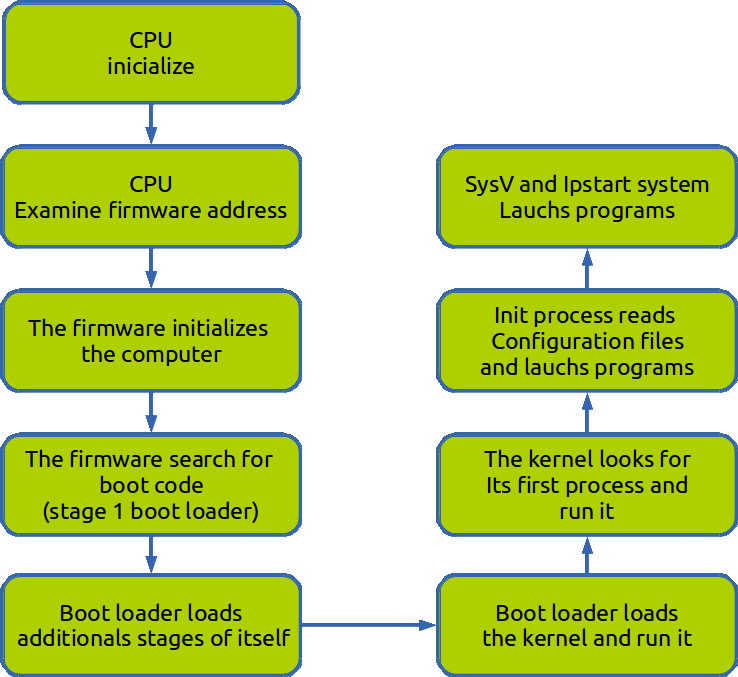 CPU
inicialize
CPU
Examine firmware address
The firmware initializes
the computer
The firmware search for
boot code
(stage 1 boot loader)
Boot loader loads
additionals stages of itself
Boot loader loads
the kernel and run it
The kernel looks for
Its first process and
run it
Init process reads
Configuration files
and lauchs programs
SysV and Ipstart system
Lauchs programs